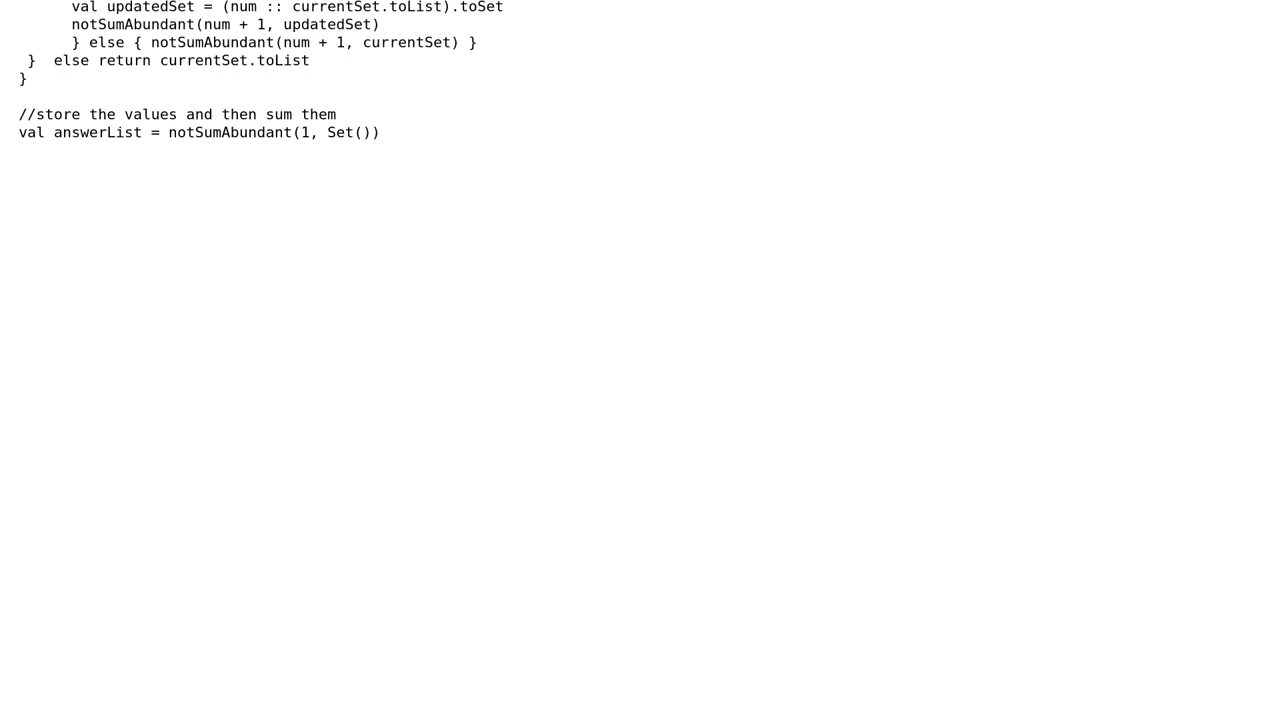 val updatedSet = (num :: currentSet.toList).toSet
      notSumAbundant(num + 1, updatedSet)
      } else { notSumAbundant(num + 1, currentSet) }
 }  else return currentSet.toList
}

//store the values and then sum them
val answerList = notSumAbundant(1, Set())